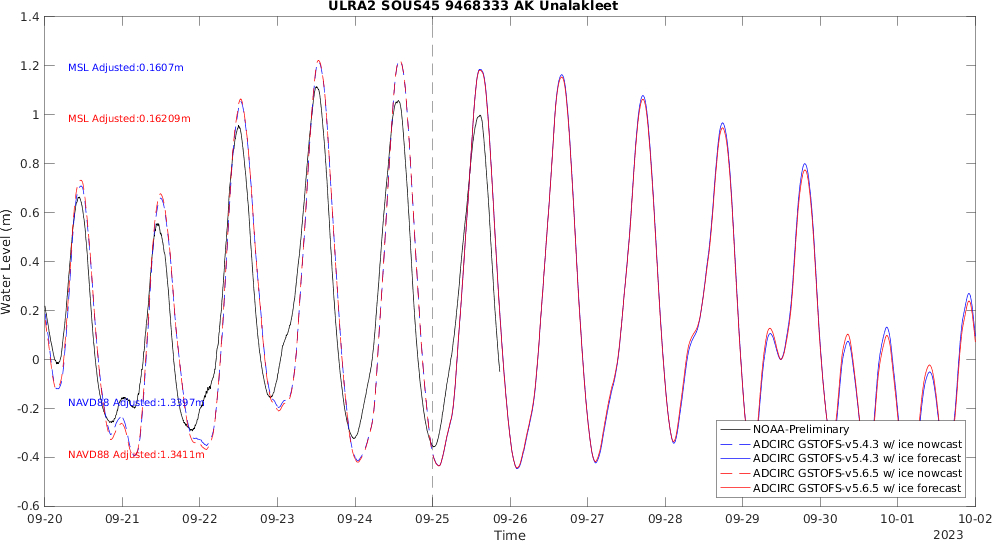 ULRA2 SOUS45 9468333 AK Unalakleet
1.4
1.2
1
0.8
0.6
0.4
0.2
0
-0.2
-0.4
-0.6
Water Level (m)
MSL Adjusted:0.1607m
MSL Adjusted:0.16209m
NAVD88 Adjusted:1.3397m
NAVD88 Adjusted:1.3411m
NOAA-Preliminary
ADCIRC GSTOFS-v5.4.3 w/ ice nowcast
ADCIRC GSTOFS-v5.4.3 w/ ice forecast
ADCIRC GSTOFS-v5.6.5 w/ ice nowcast
ADCIRC GSTOFS-v5.6.5 w/ ice forecast
09-20 09-21 09-22 09-23 09-24 09-25 09-26 09-27 09-28 09-29 09-30 10-01 10-02
Time
2023